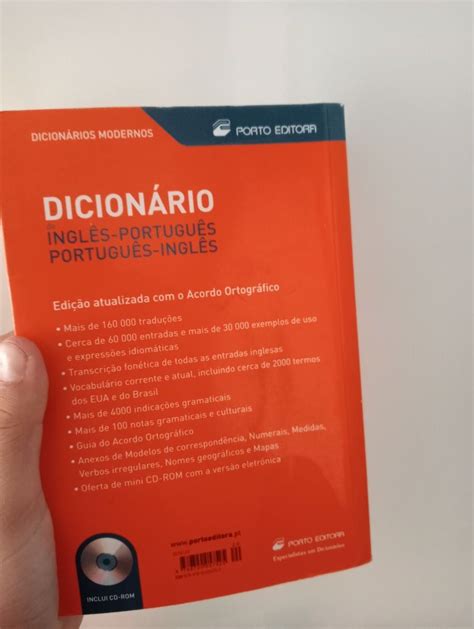 DICIONÁRIOS MODERNOS
PORTO EDITORA
DICIONÁRIO
de
INGLÊS-PORTUGUÊS
PORTUGUÊS-INGLÊS
Edição atualizada com o Acordo Ortográfico
• Mais de 160 000 traduções
• Cerca de 60 000 entradas e mais de 30 000 exemplos de uso
e expressões idiomáticas
• Transcrição fonética de todas as entradas inglesas
• Vocabulário corrente e atual, incluindo cerca de 2000 termos
dos EUA e do Brasil
• Mais de 4000 indicações gramaticais
• Mais de 100 notas gramaticais e culturais
• Guia do Acordo Ortográfico
• Anexos de Modelos de correspondência, Numerais, Medidas,
Verbos irregulares, Nomes geográficos e Mapas
• Oferta de mini CD-ROM com a versão eletrónica
www.portoeditora.pt
PORTO EDITORA
Especialistas em Dicionários
INCLUI CD-ROM